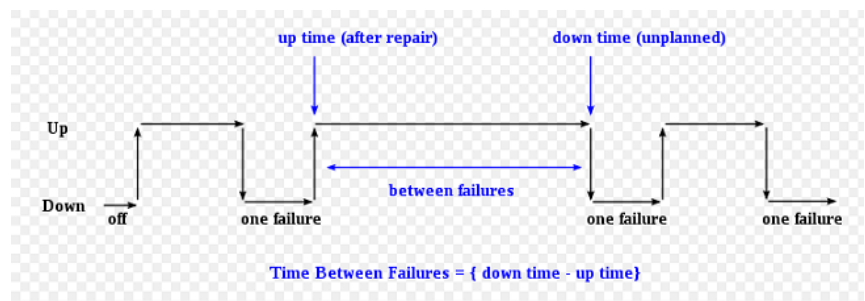 up time (after repair)
down time (unplanned)
Up
between failures
Down
off
one failure
one failure
one failure
Time Between Failures = { down time - up time}